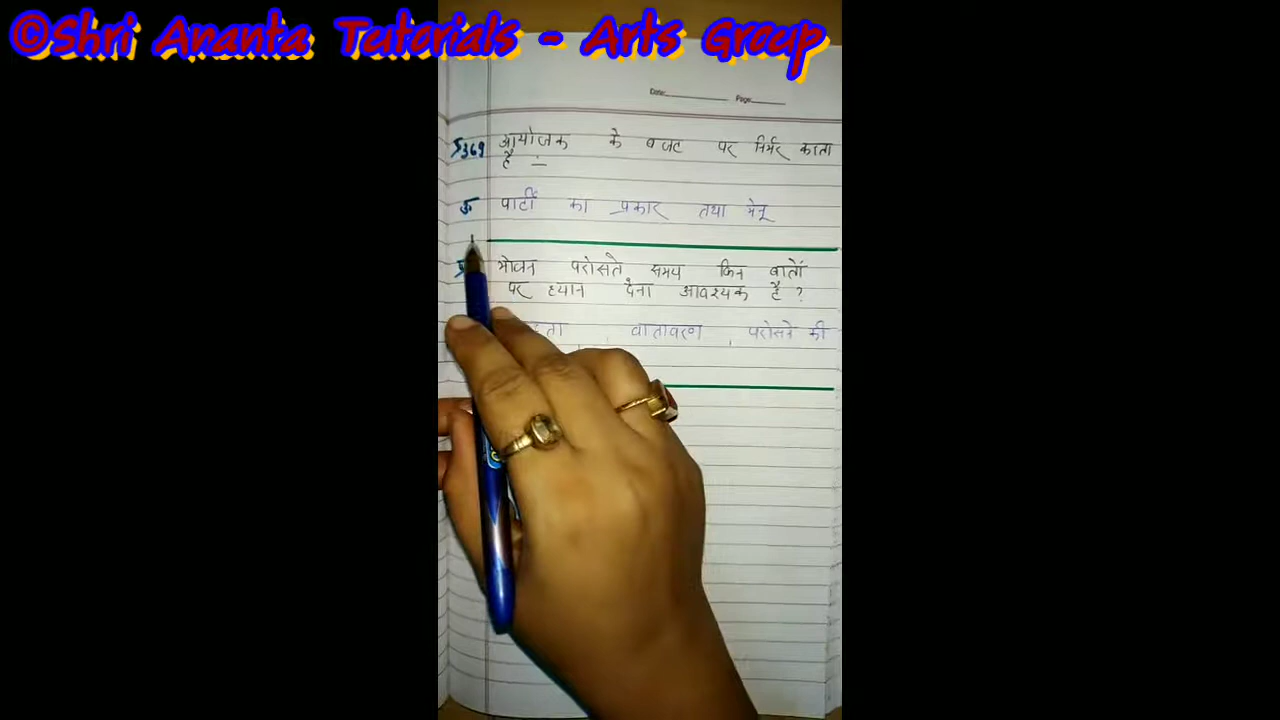 ©Shri Ananta Tutorials - Arts Group
Date: Page:
369 आयोजक के बजट पर निर्भर करता
है :-
उ पार्टी का प्रकार तथा मेनू
प्र भोजन परोसते समय किन बातों
पर ध्यान देना आवश्यक है ?
वातावरण , परोसने की